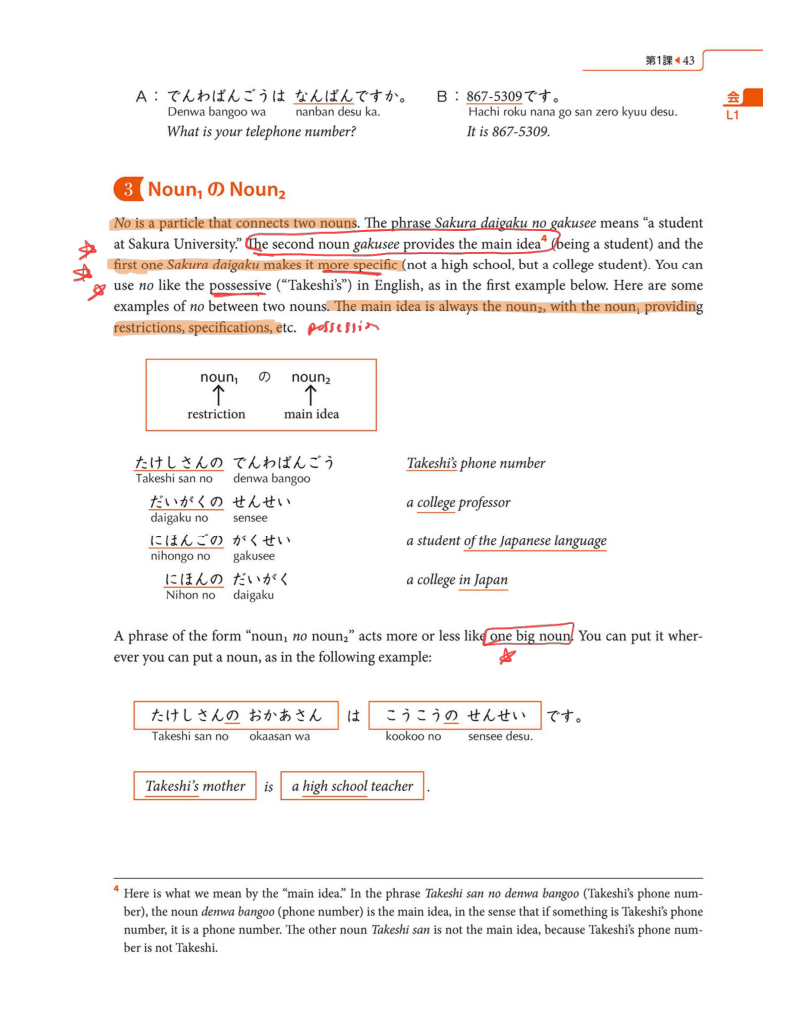 第1課◀43
会
L1
A：でんわばんごうは なんばんですか。 B：867-5309です。
Denwa bangoo wa nanban desu ka. Hachi roku nana go san zero kyuu desu.
What is your telephone number? It is 867-5309.
3 Noun₁ の Noun₂
No is a particle that connects two nouns. The phrase Sakura daigaku no gakusee means “a student
at Sakura University.” The second noun gakusee provides the main idea⁴ (being a student) and the
first one Sakura daigaku makes it more specific (not a high school, but a college student). You can
use no like the possessive (“Takeshi’s”) in English, as in the first example below. Here are some
examples of no between two nouns. The main idea is always the noun₂, with the noun₁ providing
restrictions, specifications, etc. possession
noun₁ の noun₂
↑ ↑
restriction main idea
たけしさんの でんわばんごう Takeshi’s phone number
Takeshi san no denwa bangoo
だいがくの せんせい a college professor
daigaku no sensee
にほんごの がくせい a student of the Japanese language
nihongo no gakusee
にほんの だいがく a college in Japan
Nihon no daigaku
A phrase of the form “noun₁ no noun₂” acts more or less like one big noun. You can put it wher-
ever you can put a noun, as in the following example:
たけしさんの おかあさん は こうこうの せんせい です。
Takeshi san no okaasan wa kookoo no sensee desu.
Takeshi’s mother is a high school teacher .
⁴ Here is what we mean by the “main idea.” In the phrase Takeshi san no denwa bangoo (Takeshi’s phone num-
ber), the noun denwa bangoo (phone number) is the main idea, in the sense that if something is Takeshi’s phone
number, it is a phone number. The other noun Takeshi san is not the main idea, because Takeshi’s phone num-
ber is not Takeshi.